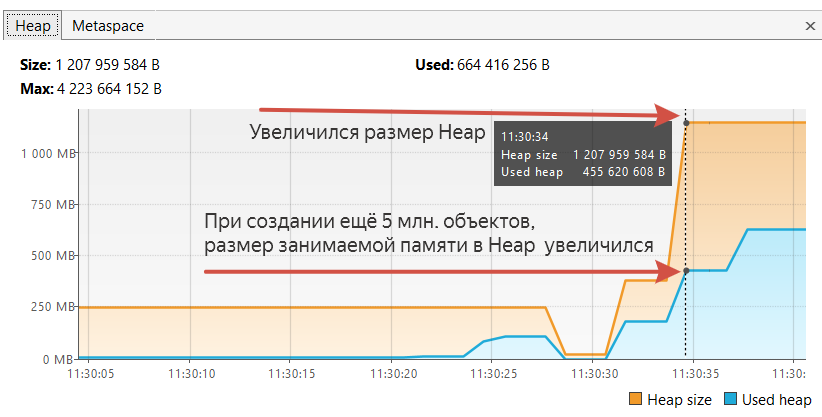 Heap Metaspace ×
Size: 1 207 959 584 B Used: 664 416 256 B
Max: 4 223 664 152 B
Увеличился размер Heap
11:30:34
Heap size 1 207 959 584 B
Used heap 455 620 608 B
При создании ещё 5 млн. объектов,
размер занимаемой памяти в Heap увеличился
1 000 MB
750 MB
500 MB
250 MB
0 MB
11:30:05 11:30:10 11:30:15 11:30:20 11:30:25 11:30:30 11:30:35 11:30:
Heap size Used heap